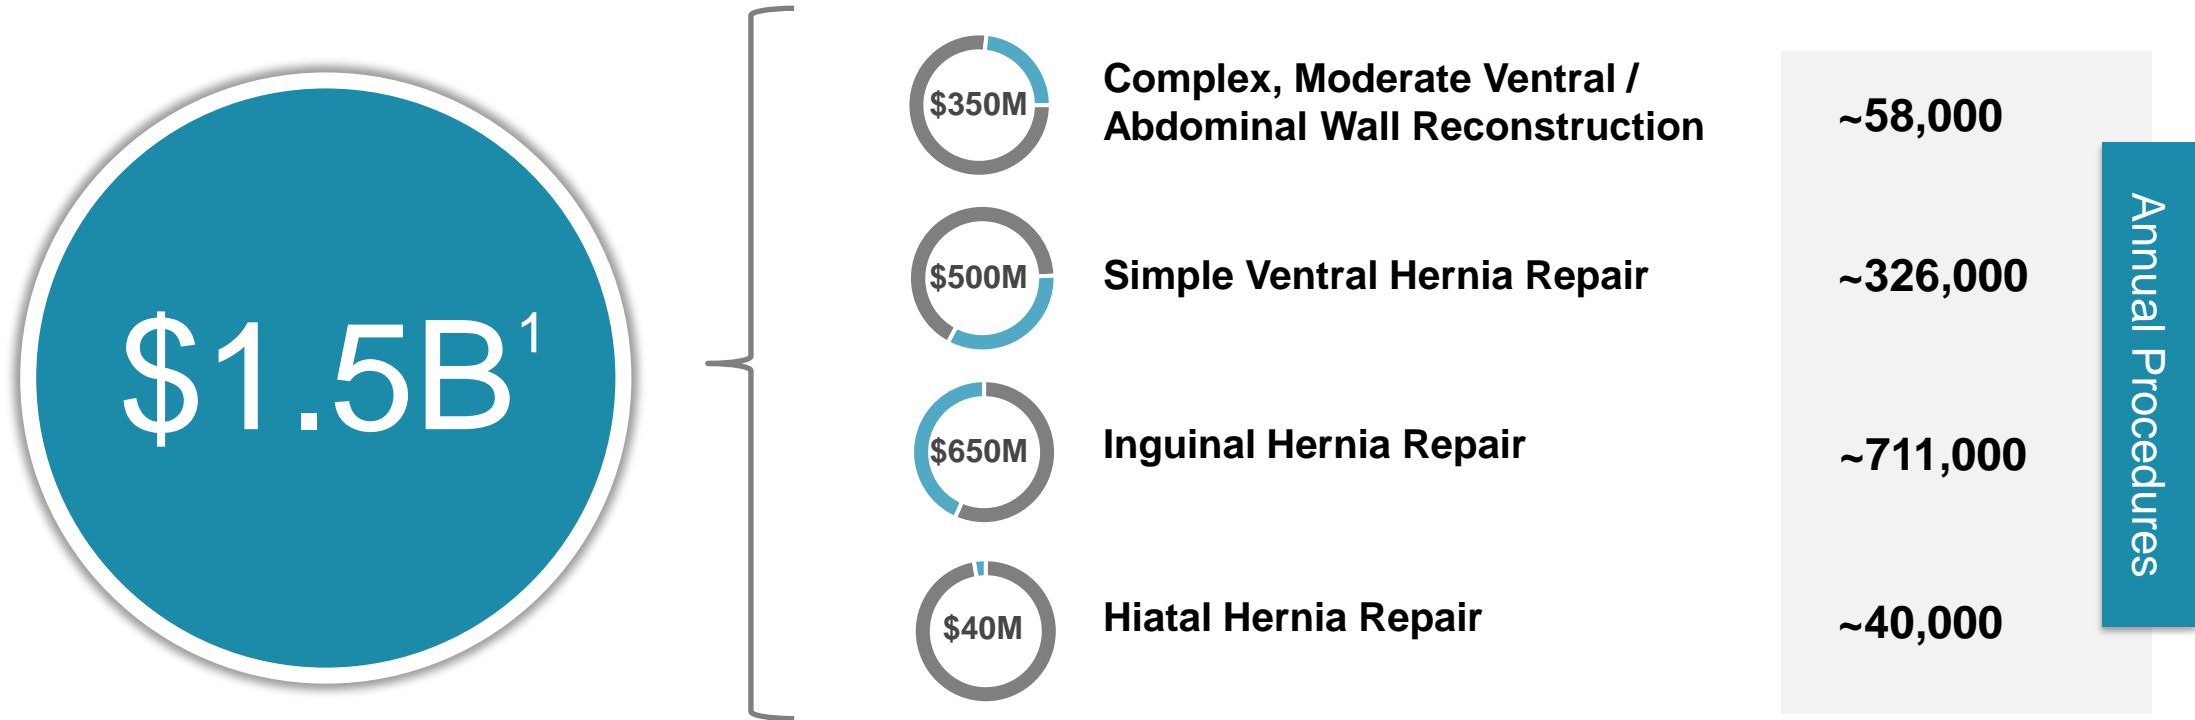 $1.5B1
$350M
Complex, Moderate Ventral /
Abdominal Wall Reconstruction
~58,000
$500M
Simple Ventral Hernia Repair
~326,000
$650M
Inguinal Hernia Repair
~711,000
$40M
Hiatal Hernia Repair
~40,000
Annual Procedures